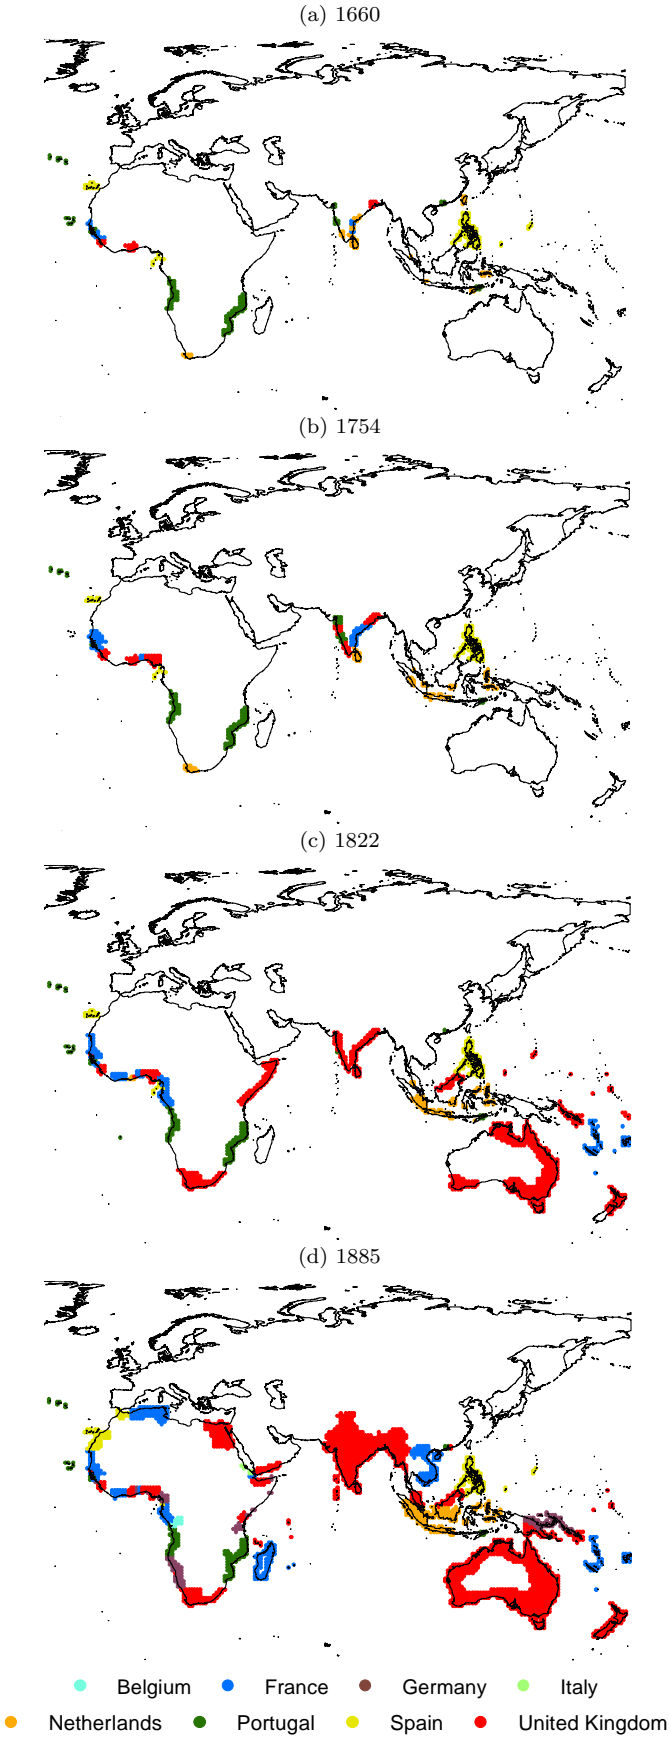 (a) 1660
(b) 1754
(c) 1822
(d) 1885
Belgium France Germany Italy
Netherlands Portugal Spain United Kingdom